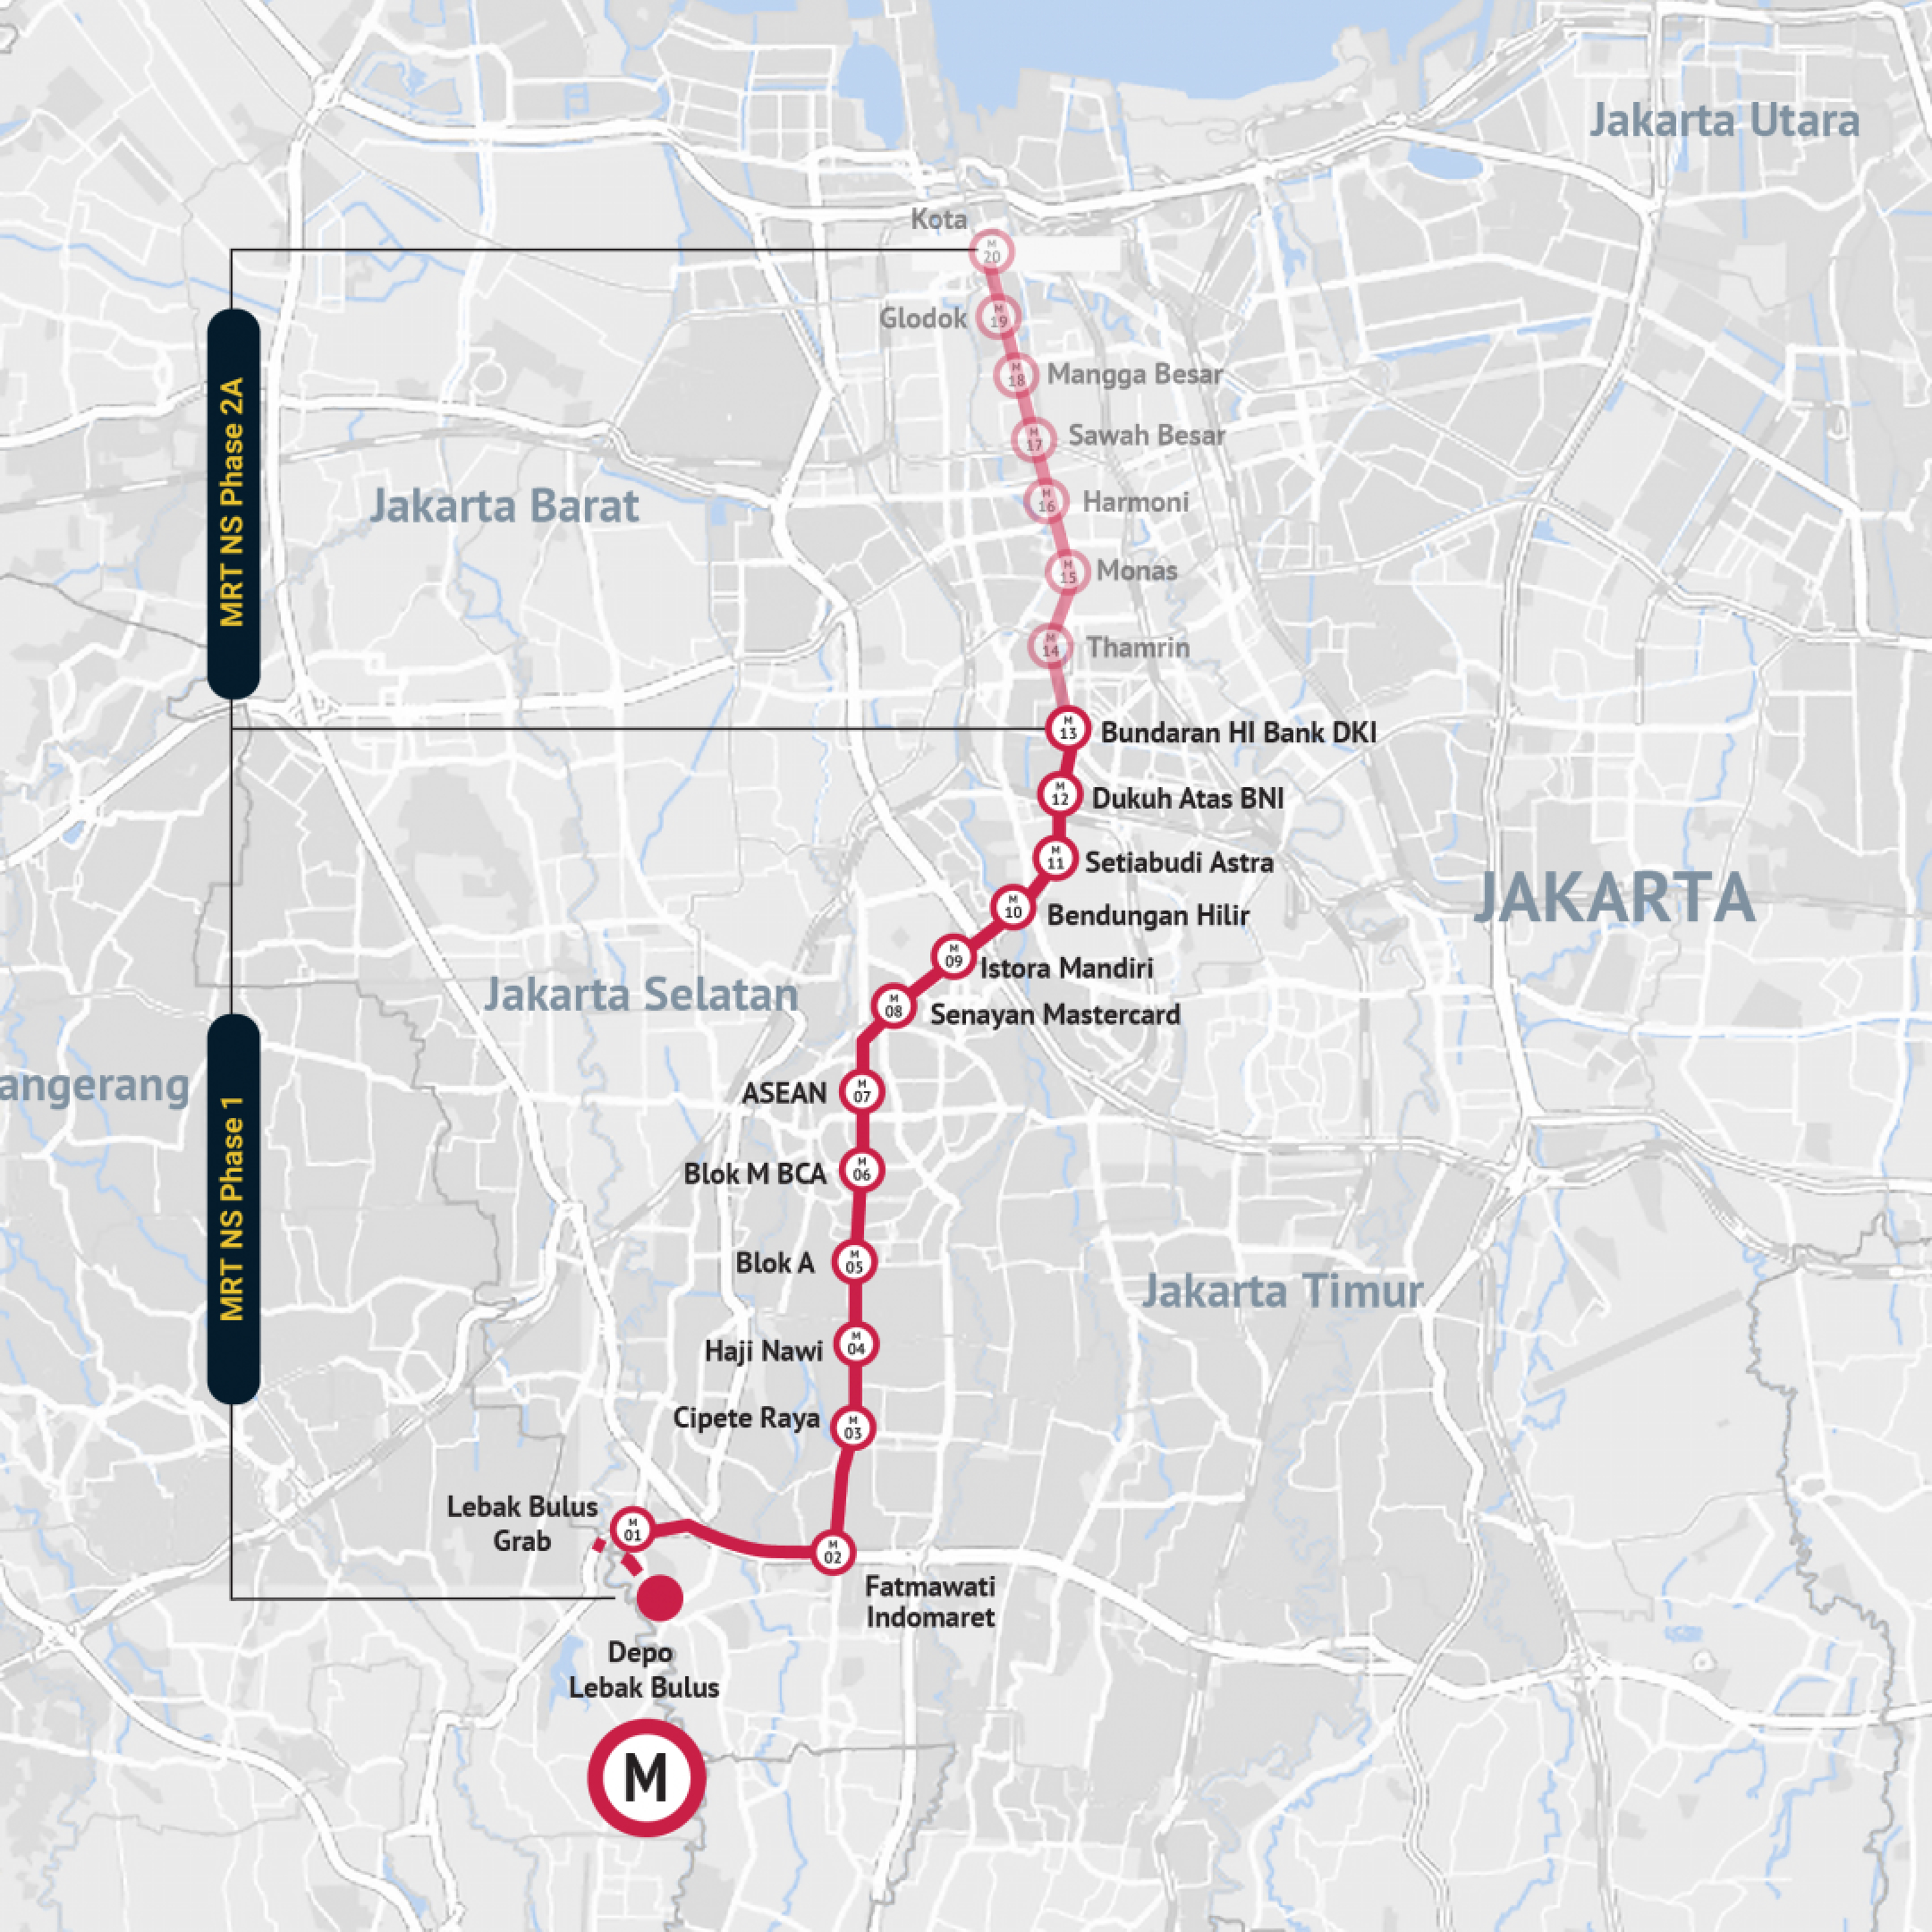 Jakarta Utara
Kota
M
20
Glodok
M
19
M
18
Mangga Besar
M
17
Sawah Besar
MRT NS Phase 2A
Jakarta Barat
M
16
Harmoni
M
15
Monas
M
14
Thamrin
M
13
Bundaran HI Bank DKI
M
12
Dukuh Atas BNI
M
11
Setiabudi Astra
JAKARTA
M
10
Bendungan Hilir
M
09
Istora Mandiri
Jakarta Selatan
M
08
Senayan Mastercard
angerang
ASEAN
M
07
Blok M BCA
M
06
MRT NS Phase 1
Blok A
M
05
Jakarta Timur
Haji Nawi
M
04
Cipete Raya
M
03
Lebak Bulus
Grab
M
01
M
02
Fatmawati
Indomaret
Depo
Lebak Bulus
M